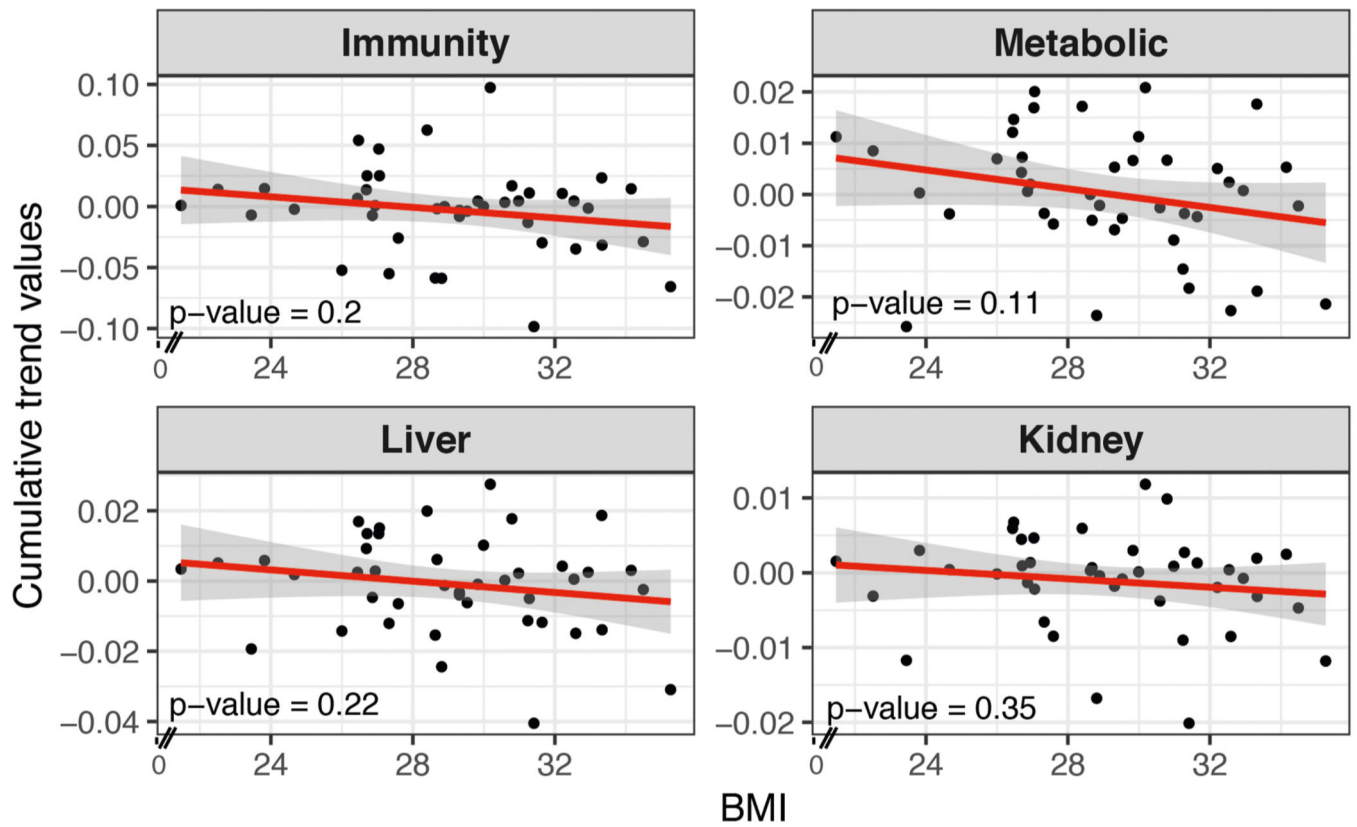 Immunity
Metabolic
0.10
0.05
0.00
−0.05
−0.10
p−value = 0.2
0 24 28 32
0.02
0.01
0.00
−0.01
−0.02
p−value = 0.11
0 24 28 32
Cumulative trend values
Liver
Kidney
0.02
0.00
−0.02
−0.04
p−value = 0.22
0 24 28 32
0.01
0.00
−0.01
−0.02
p−value = 0.35
0 24 28 32
BMI